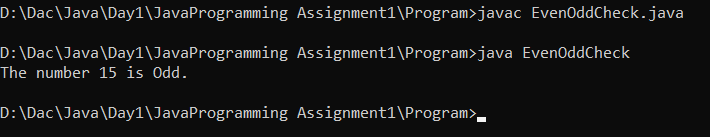 D:\Dac\Java\Day1\JavaProgramming Assignment1\Program>javac EvenOddCheck.java
D:\Dac\Java\Day1\JavaProgramming Assignment1\Program>java EvenOddCheck
The number 15 is Odd.
D:\Dac\Java\Day1\JavaProgramming Assignment1\Program>